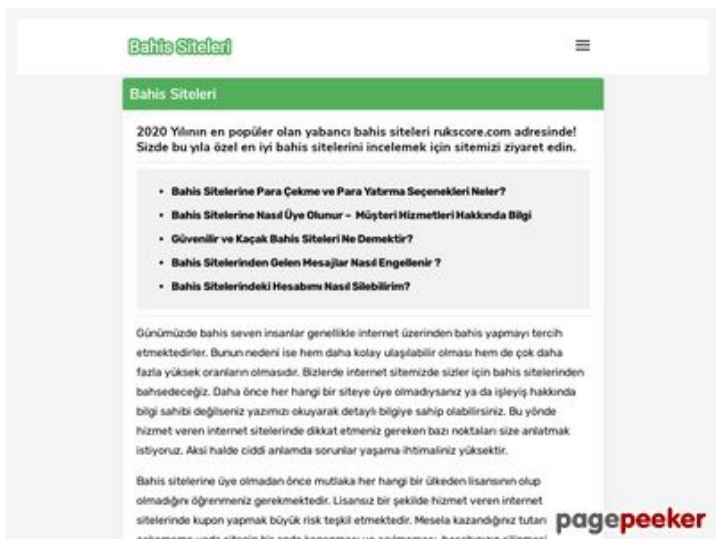 Bahis Siteleri
Bahis Siteleri
2020 Yılının en popüler olan yabancı bahis siteleri rukscore.com adresinde!
Sizde bu yıla özel en iyi bahis sitelerini incelemek için sitemizi ziyaret edin.
• Bahis Sitelerine Para Çekme ve Para Yatırma Seçenekleri Neler?
• Bahis Sitelerine Nasıl Üye Olunur – Müşteri Hizmetleri Hakkında Bilgi
• Güvenilir ve Kaçak Bahis Siteleri Ne Demektir?
• Bahis Sitelerinden Gelen Mesajlar Nasıl Engellenir ?
• Bahis Sitelerindeki Hesabımı Nasıl Silebilirim?
Günümüzde bahis seven insanlar genellikle internet üzerinden bahis yapmayı tercih
etmektedirler. Bunun nedeni ise hem daha kolay ulaşılabilir olması hem de çok daha
fazla yüksek oranların olmasıdır. Bizlerde internet sitemizde sizler için bahis sitelerinden
bahsedeceğiz. Daha önce her hangi bir siteye üye olmadıysanız ya da işleyiş hakkında
bilgi sahibi değilseniz yazımızı okuyarak detaylı bilgiye sahip olabilirsiniz. Bu yönde
hizmet veren internet sitelerinde dikkat etmeniz gereken bazı noktaları size anlatmak
istiyoruz. Aksi halde ciddi anlamda sorunlar yaşama ihtimaliniz yüksektir.
Bahis sitelerine üye olmadan önce mutlaka her hangi bir ülkeden lisansının olup
olmadığını öğrenmeniz gerekmektedir. Lisansız bir şekilde hizmet veren internet
sitelerinde kupon yapmak büyük risk teşkil etmektedir. Mesela kazandığınız tutarı
pagepeeker